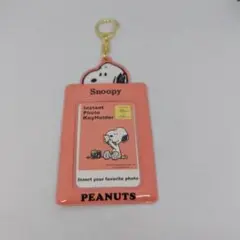 Snoopy
Instant
Photo
KeyHolder
Insert your favorite photo
PEANUTS